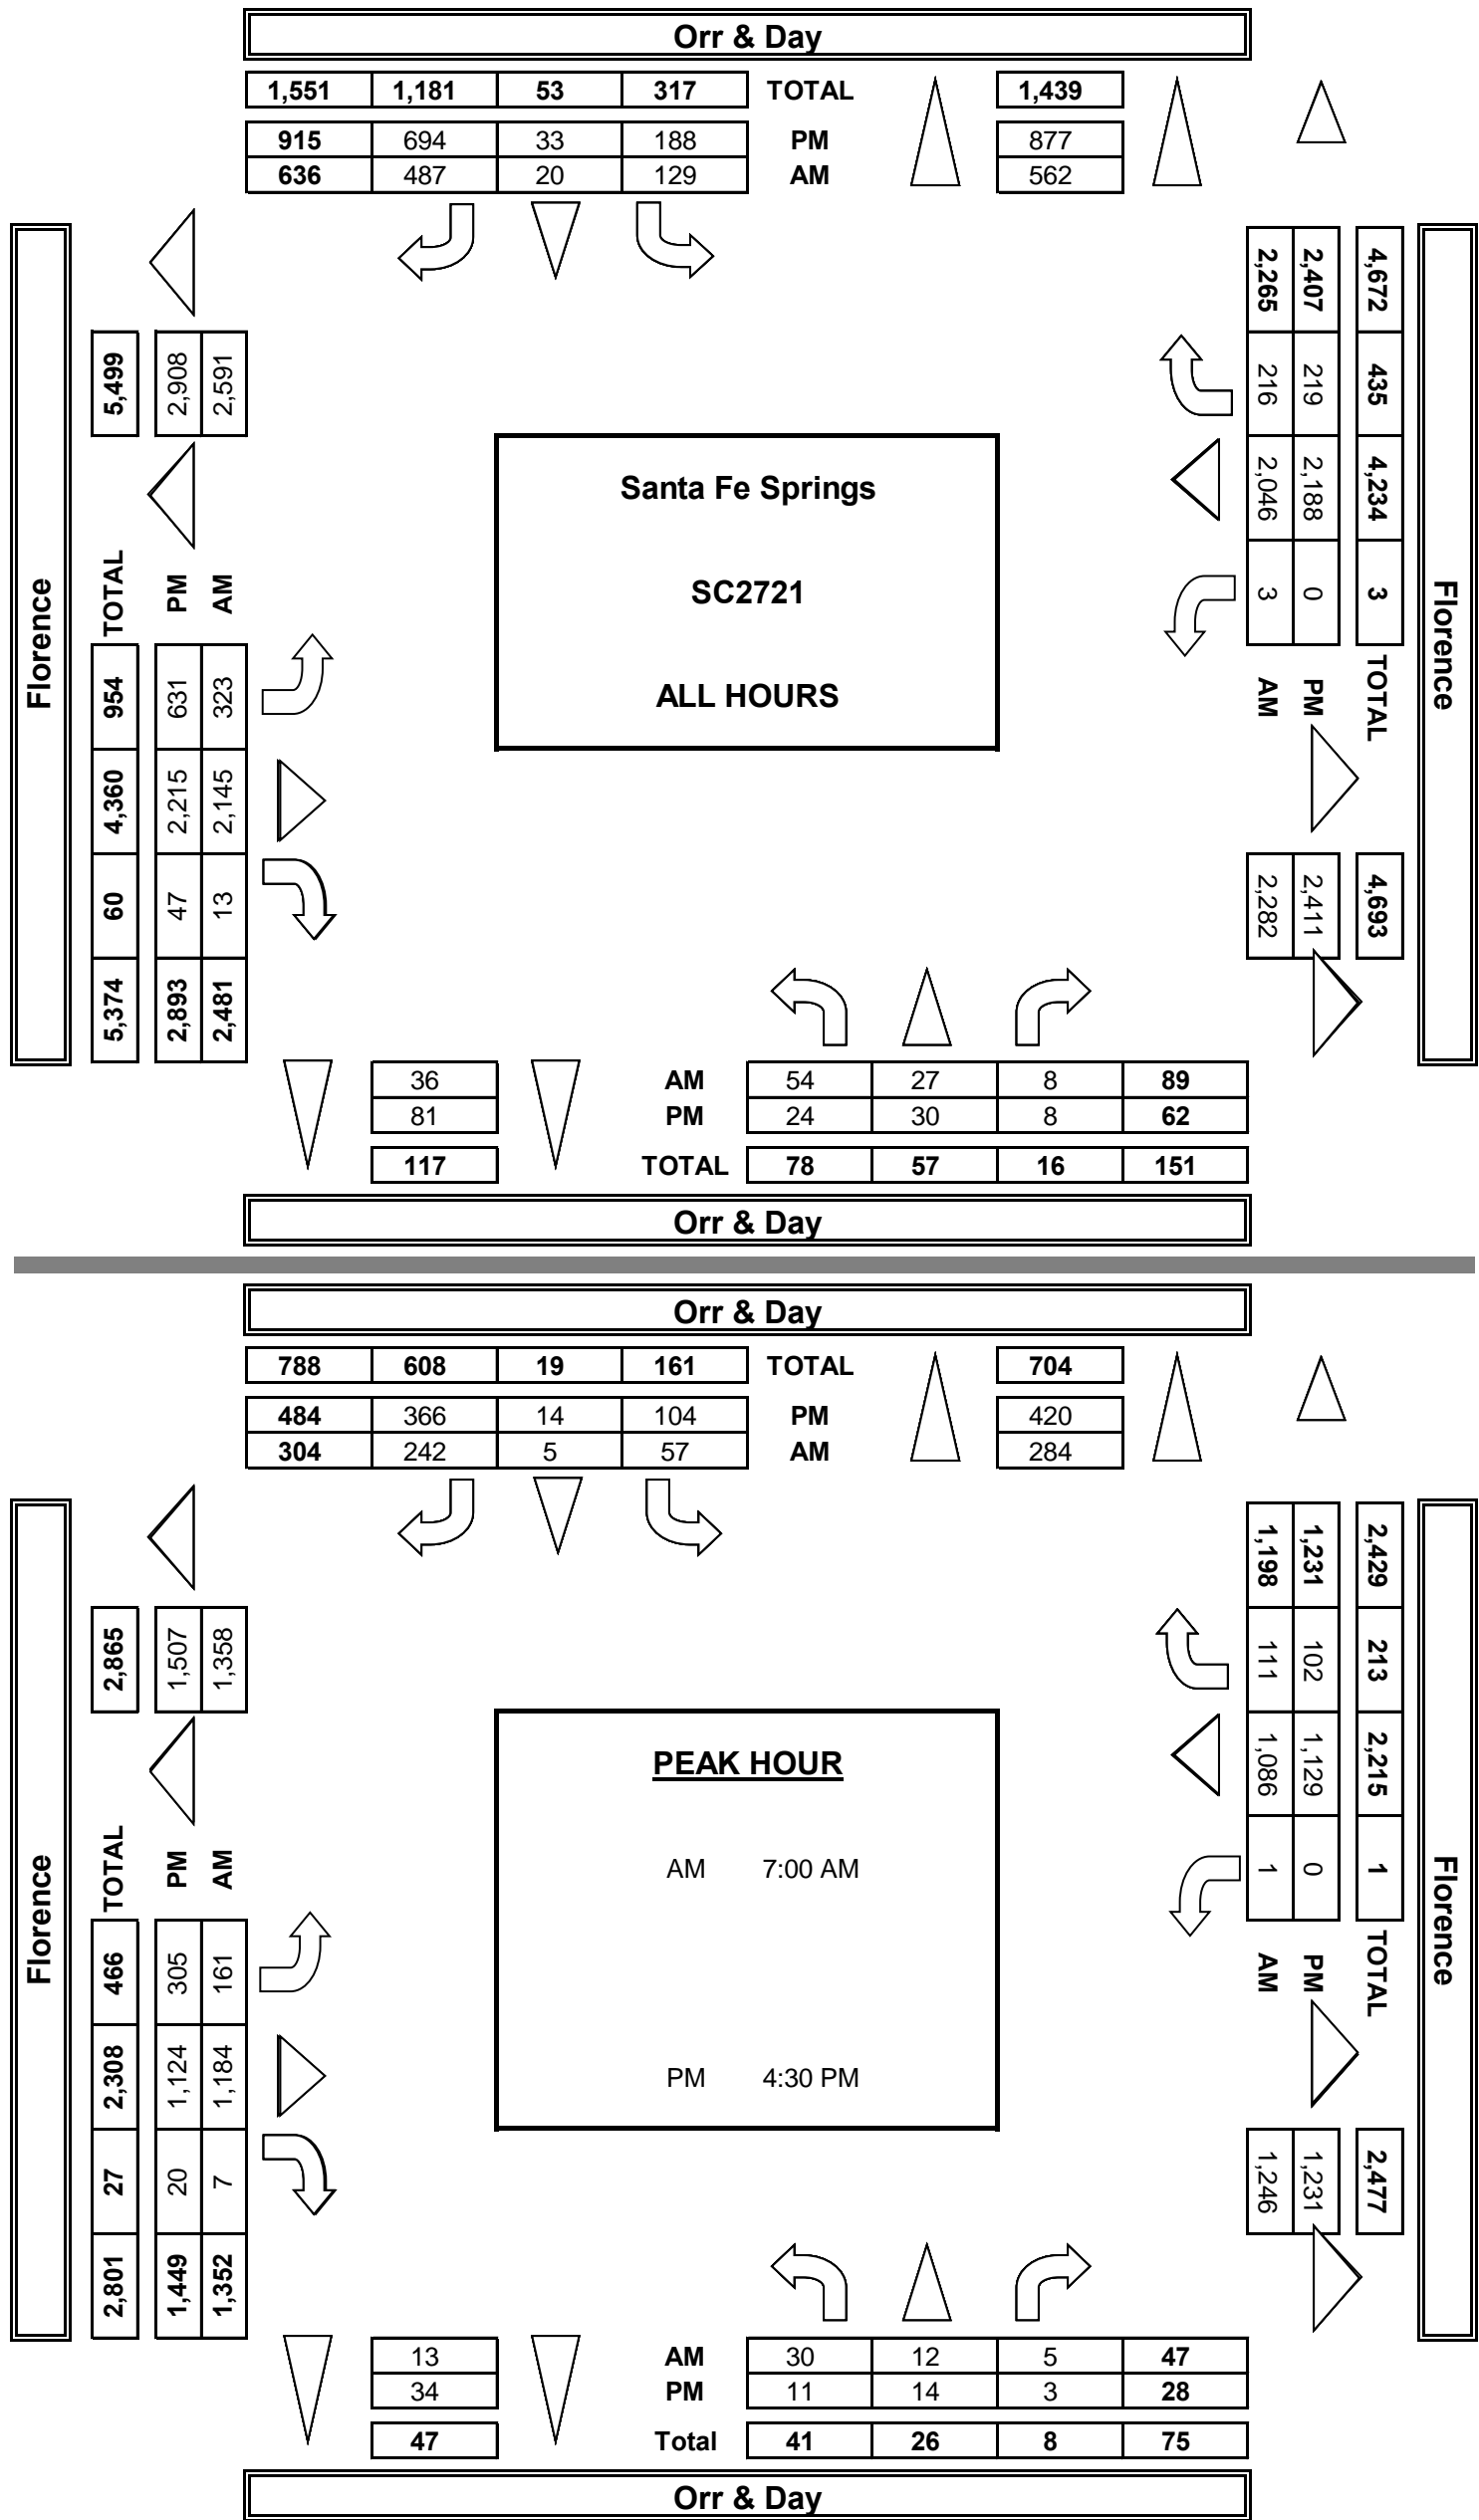 Orr & Day
1,551 1,181 53 317 TOTAL 1,439
915 694 33 188 PM 877
636 487 20 129 AM 562
Florence
5,499
2,908
2,591
TOTAL 954 4,360 60 5,374
PM 631 2,215 47 2,893
AM 323 2,145 13 2,481
Santa Fe Springs
SC2721
ALL HOURS
4,672 435 4,234 3 TOTAL
2,407 219 2,188 0 PM
2,265 216 2,046 3 AM
4,693
2,411
2,282
Florence
36 AM 54 27 8 89
81 PM 24 30 8 62
117 TOTAL 78 57 16 151
Orr & Day
Orr & Day
788 608 19 161 TOTAL 704
484 366 14 104 PM 420
304 242 5 57 AM 284
Florence
2,865
1,507
1,358
TOTAL 466 2,308 27 2,801
PM 305 1,124 20 1,449
AM 161 1,184 7 1,352
PEAK HOUR
AM 7:00 AM
PM 4:30 PM
2,429 213 2,215 1 TOTAL
1,231 102 1,129 0 PM
1,198 111 1,086 1 AM
2,477
1,231
1,246
Florence
13 AM 30 12 5 47
34 PM 11 14 3 28
47 Total 41 26 8 75
Orr & Day